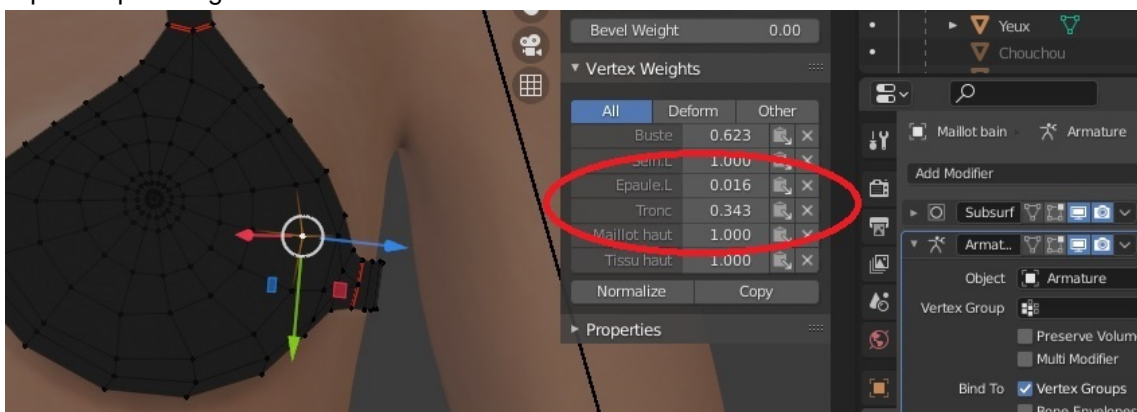 Bevel Weight 0.00
Vertex Weights
All Deform Other
Buste 0.623
Sein.L 1.000
Epaule.L 0.016
Tronc 0.343
Maillot haut 1.000
Tissu haut 1.000
Normalize Copy
Properties
Yeux
Chouchou
Maillot bain Armature
Add Modifier
Subsurf
Armat...
Object Armature
Vertex Group
Preserve Volum
Multi Modifier
Bind To Vertex Groups
Bone Envelopes